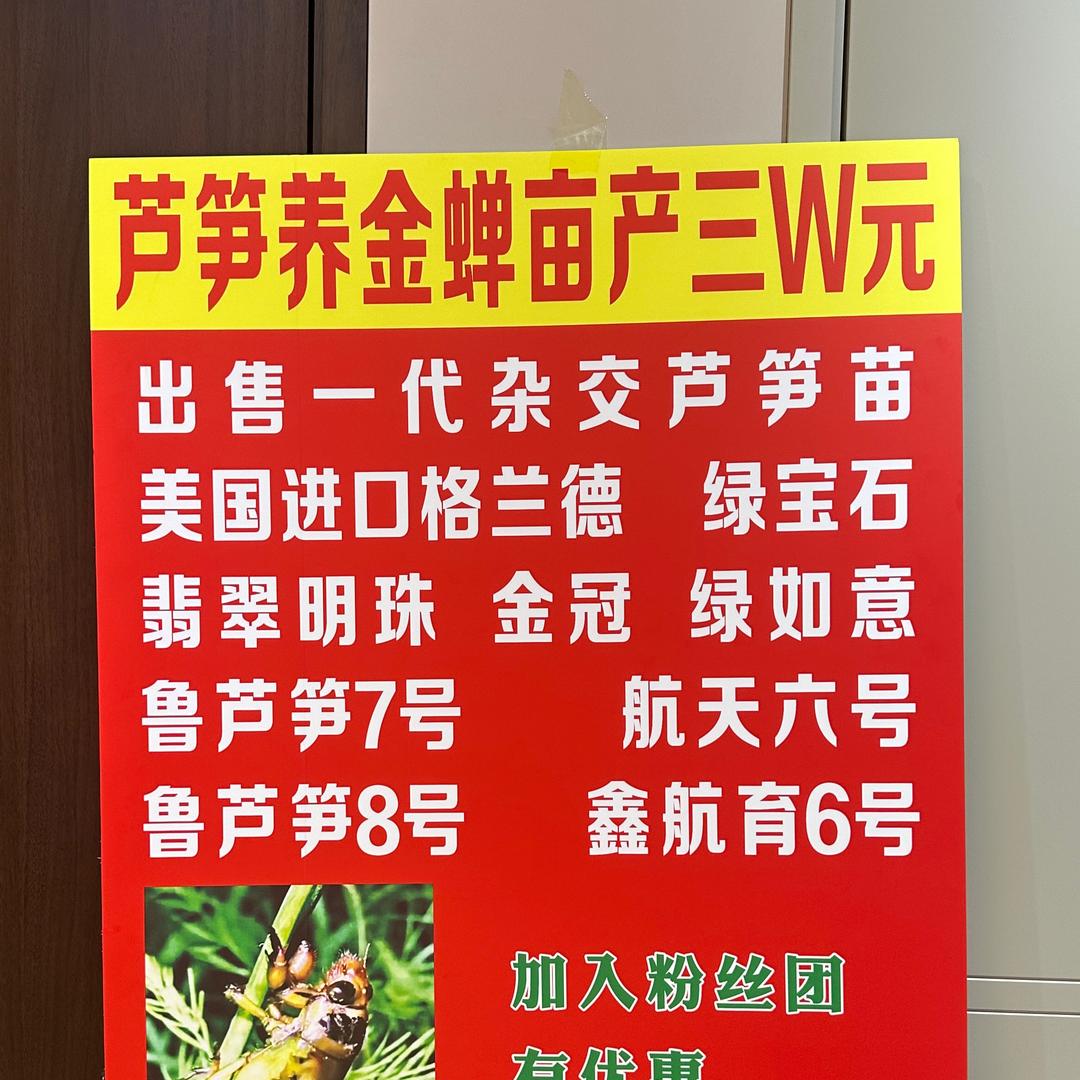 芦笋养金蝉亩产三W元
出售一代杂交芦笋苗
美国进口格兰德 绿宝石
翡翠明珠 金冠 绿如意
鲁芦笋7号 航天六号
鲁芦笋8号 鑫航育6号
加入粉丝团
有优惠